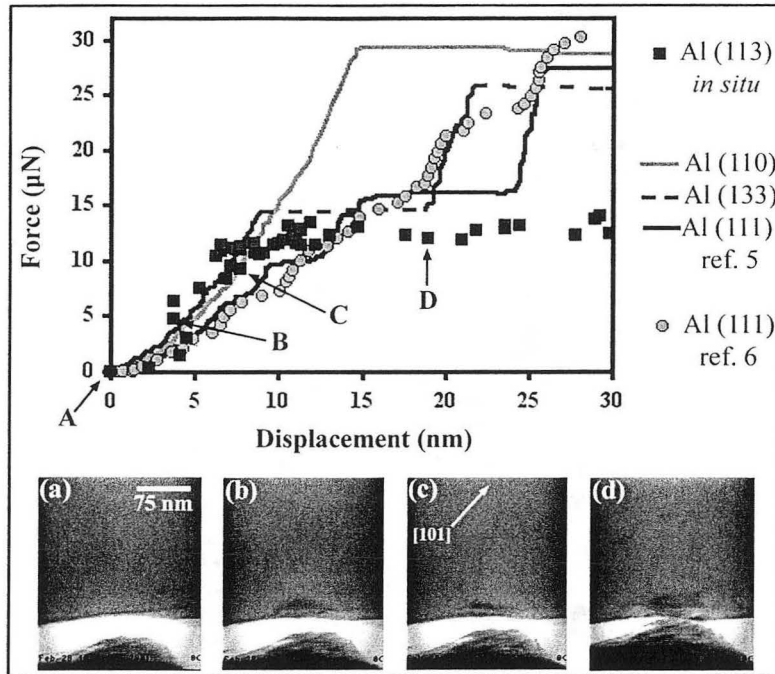 30
25
20
15
10
5
0
Force (µN)
0 5 10 15 20 25 30
Displacement (nm)
A
B
C
D
Al (113)
in situ
Al (110)
Al (133)
Al (111)
ref. 5
Al (111)
ref. 6
(a)
75 nm
(b)
(c)
[101]
(d)